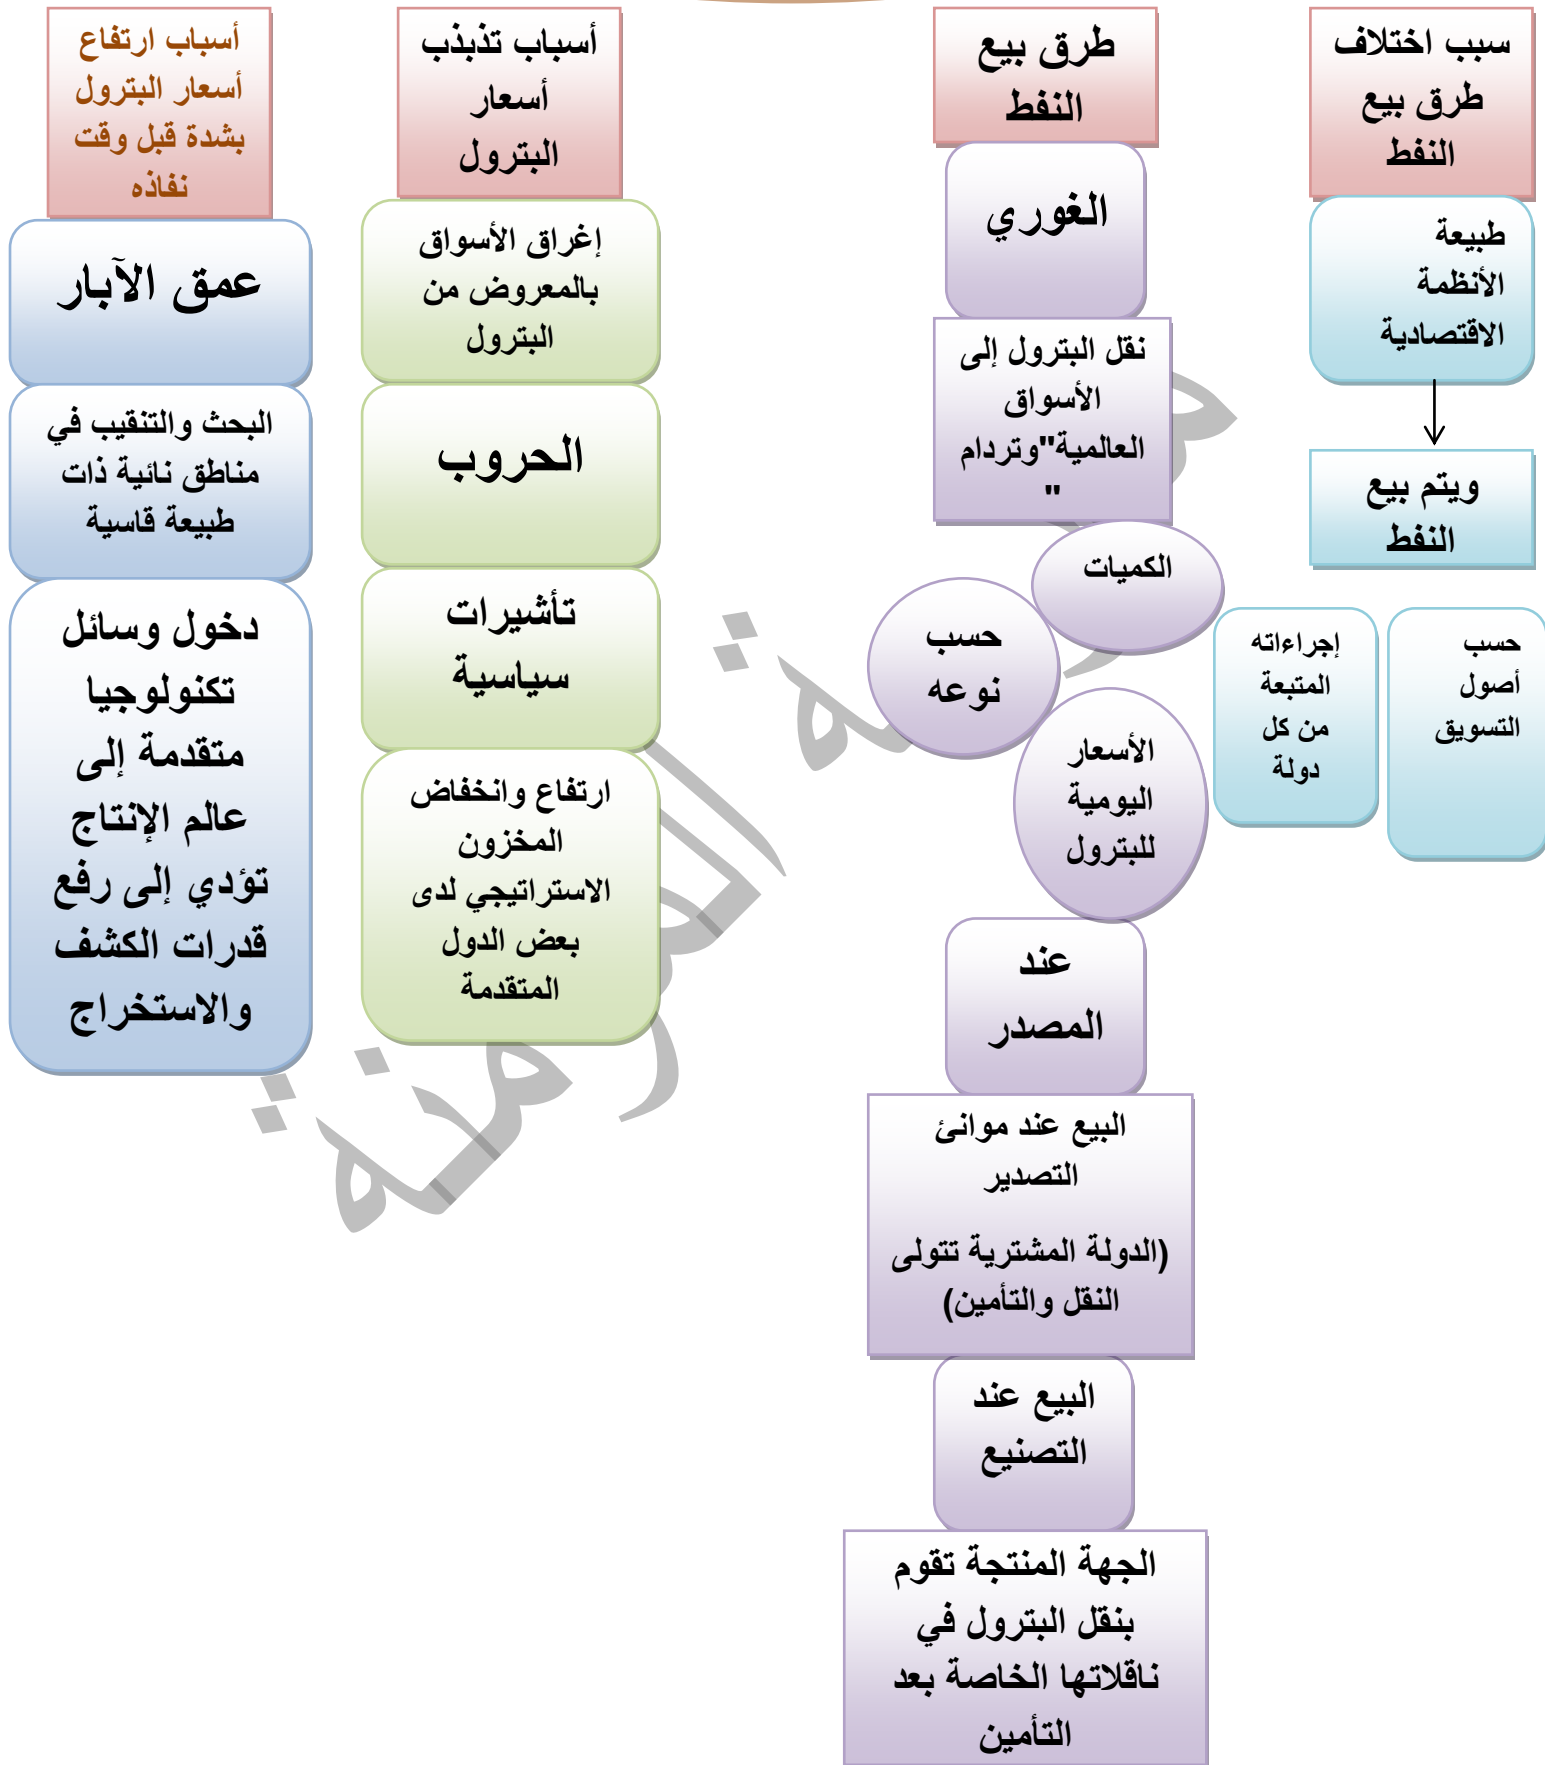 سبب اختلاف
طرق بيع
النفط
طبيعة
الأنظمة
الاقتصادية
ويتم بيع
النفط
حسب
أصول
التسويق
إجراءاته
المتبعة
من كل
دولة
طرق بيع
النفط
الغوري
نقل البترول إلى
الأسواق
العالمية"وتردام
"
الكميات
حسب
نوعه
الأسعار
اليومية
للبترول
عند
المصدر
البيع عند موانئ
التصدير
(الدولة المشترية تتولى
النقل والتأمين)
البيع عند
التصنيع
الجهة المنتجة تقوم
بنقل البترول في
ناقلاتها الخاصة بعد
التأمين
أسباب تذبذب
أسعار
البترول
إغراق الأسواق
بالمعروض من
البترول
الحروب
تأشيرات
سياسية
ارتفاع وانخفاض
المخزون
الاستراتيجي لدى
بعض الدول
المتقدمة
أسباب ارتفاع
أسعار البترول
بشدة قبل وقت
نفاذه
عمق الآبار
البحث والتنقيب في
مناطق نائية ذات
طبيعة قاسية
دخول وسائل
تكنولوجيا
متقدمة إلى
عالم الإنتاج
تؤدي إلى رفع
قدرات الكشف
والاستخراج